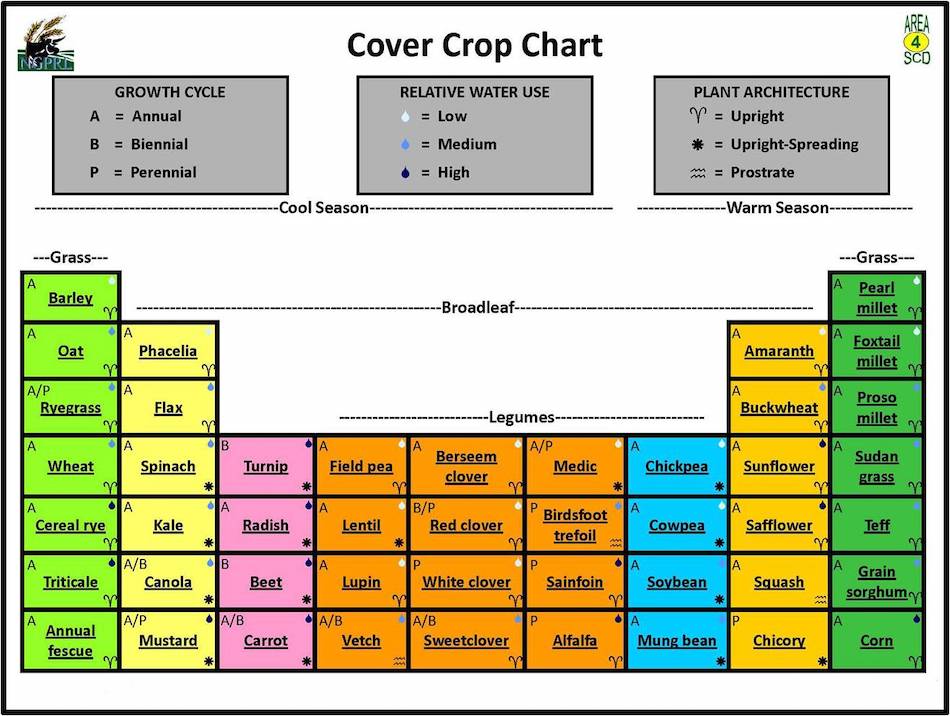 NGPRL
AREA
4
SCD
Cover Crop Chart
GROWTH CYCLE
A = Annual
B = Biennial
P = Perennial
RELATIVE WATER USE
= Low
= Medium
= High
PLANT ARCHITECTURE
= Upright
= Upright-Spreading
= Prostrate
Cool Season
Warm Season
---Grass---
---Grass---
Broadleaf
Legumes
A
Barley
A
Pearl
millet
A
Oat
A
Phacelia
A
Amaranth
A
Foxtail
millet
A/P
Ryegrass
A
Flax
A
Buckwheat
A
Proso
millet
A
Wheat
A
Spinach
B
Turnip
A
Field pea
A
Berseem
clover
A/P
Medic
A
Chickpea
A
Sunflower
A
Sudan
grass
A
Cereal rye
A
Kale
A
Radish
A
Lentil
B/P
Red clover
P
Birdsfoot
trefoil
A
Cowpea
A
Safflower
A
Teff
A
Triticale
A/B
Canola
B
Beet
A
Lupin
P
White clover
P
Sainfoin
A
Soybean
A
Squash
A
Grain
sorghum
A
Annual
fescue
A/P
Mustard
A/B
Carrot
A/B
Vetch
A/B
Sweetclover
P
Alfalfa
A
Mung bean
P
Chicory
A
Corn